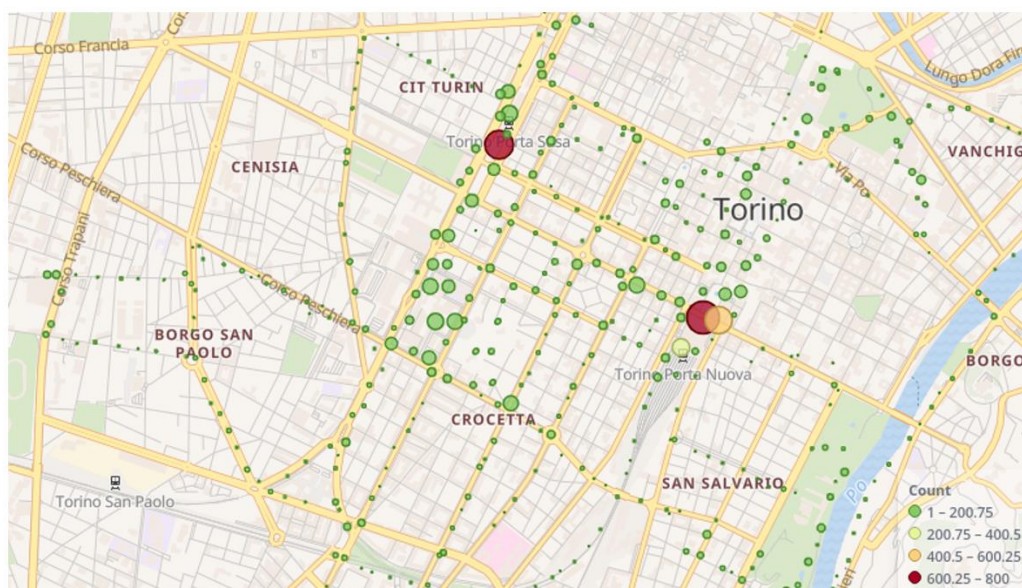 Corso Francia
Lungo Dora Fir
CIT TURIN
Torino Porta Susa
VANCHIG
CENISIA
Corso Peschiera
Via Po
Torino
Corso Trapani
Corso Peschiera
BORGO SAN
PAOLO
BORGO
Torino Porta Nuova
CROCETTA
SAN SALVARIO
Po
Torino San Paolo
Count
1 – 200.75
200.75 – 400.5
400.5 – 600.25
600.25 – 800